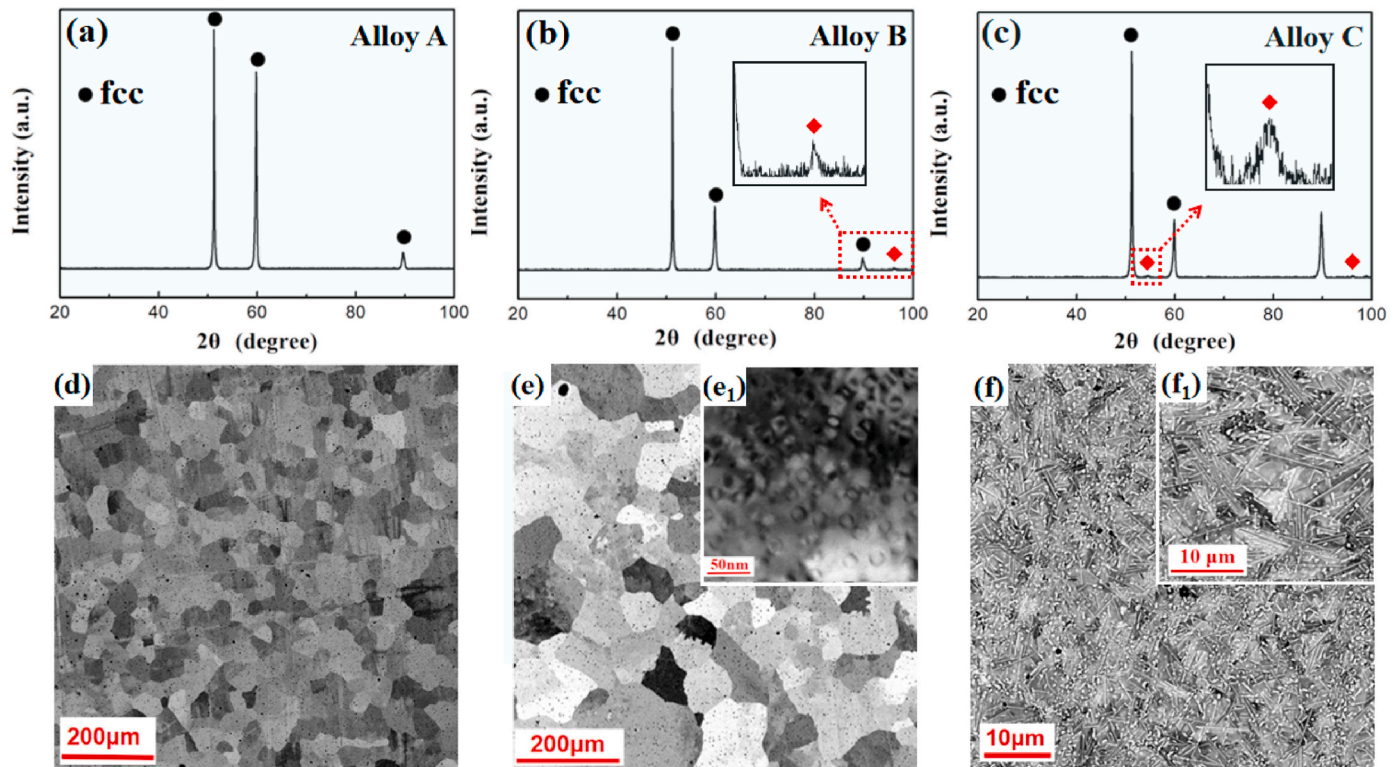 (a) Alloy A
● fcc
Intensity (a.u.)
20 40 60 80 100
2θ (degree)
(b) Alloy B
● fcc
Intensity (a.u.)
20 40 60 80 100
2θ (degree)
(c) Alloy C
● fcc
Intensity (a.u.)
20 40 60 80 100
2θ (degree)
(d)
200μm
(e)
(e₁)
50nm
200μm
(f)
(f₁)
10 μm
10μm